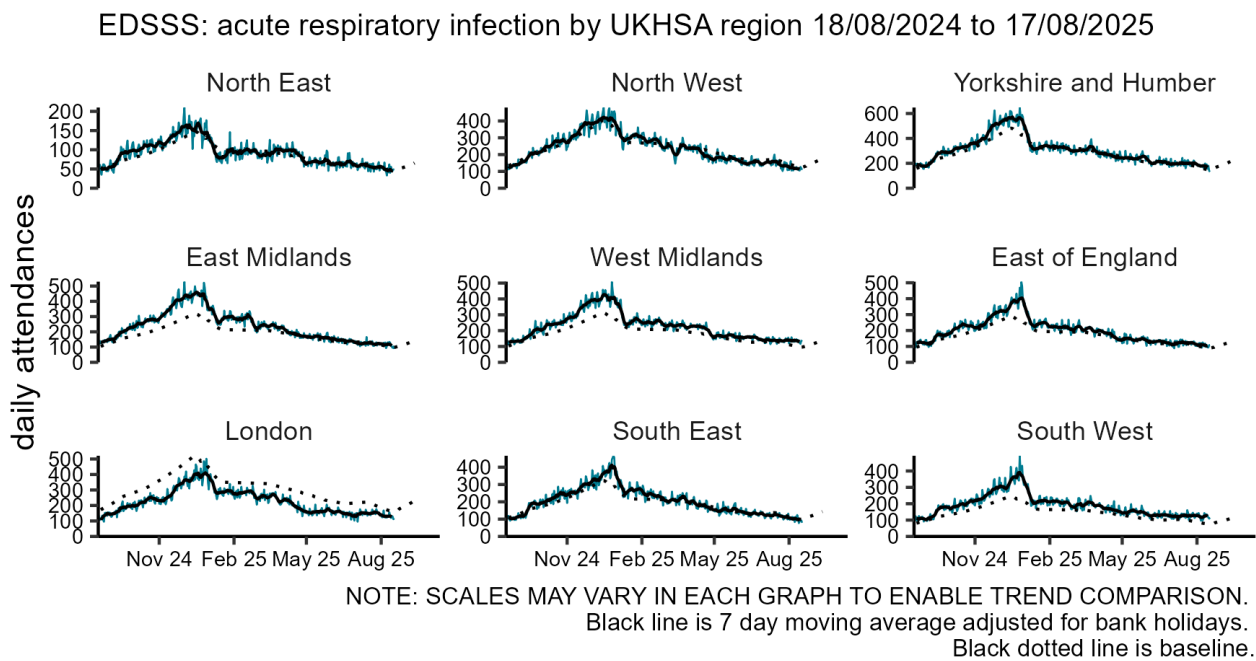 EDSSS: acute respiratory infection by UKHSA region 18/08/2024 to 17/08/2025
daily attendances
North East
200
150
100
50
0
North West
400
300
200
100
0
Yorkshire and Humber
600
400
200
0
East Midlands
500
400
300
200
100
0
West Midlands
500
400
300
200
100
0
East of England
500
400
300
200
100
0
London
500
400
300
200
100
0
Nov 24 Feb 25 May 25 Aug 25
South East
400
300
200
100
0
Nov 24 Feb 25 May 25 Aug 25
South West
400
300
200
100
0
Nov 24 Feb 25 May 25 Aug 25
NOTE: SCALES MAY VARY IN EACH GRAPH TO ENABLE TREND COMPARISON.
Black line is 7 day moving average adjusted for bank holidays.
Black dotted line is baseline.